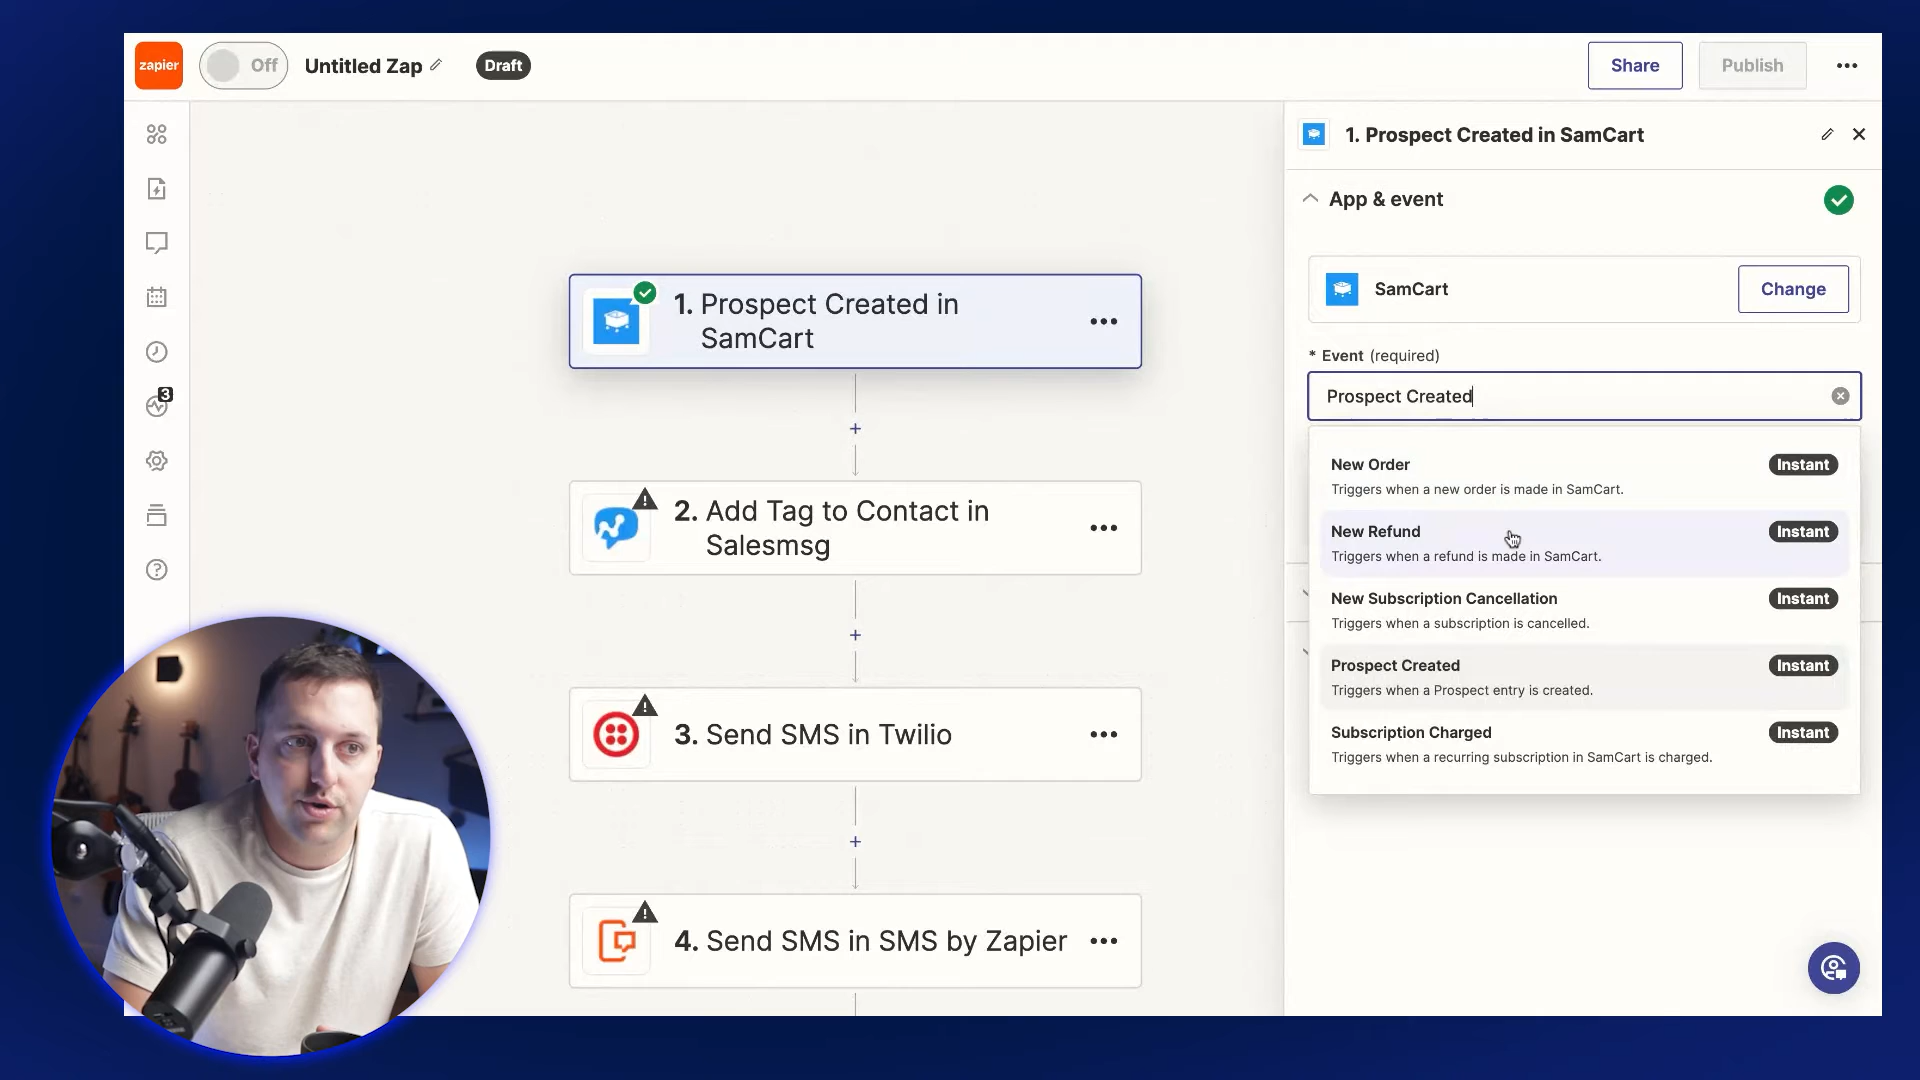 zapier
Off
Untitled Zap
Draft
Share
Publish
3
1. Prospect Created in
SamCart
2. Add Tag to Contact in
Salesmsg
3. Send SMS in Twilio
4. Send SMS in SMS by Zapier
1. Prospect Created in SamCart
App & event
SamCart
Change
* Event (required)
Prospect Created
New Order
Instant
Triggers when a new order is made in SamCart.
New Refund
Instant
Triggers when a refund is made in SamCart.
New Subscription Cancellation
Instant
Triggers when a subscription is cancelled.
Prospect Created
Instant
Triggers when a Prospect entry is created.
Subscription Charged
Instant
Triggers when a recurring subscription in SamCart is charged.